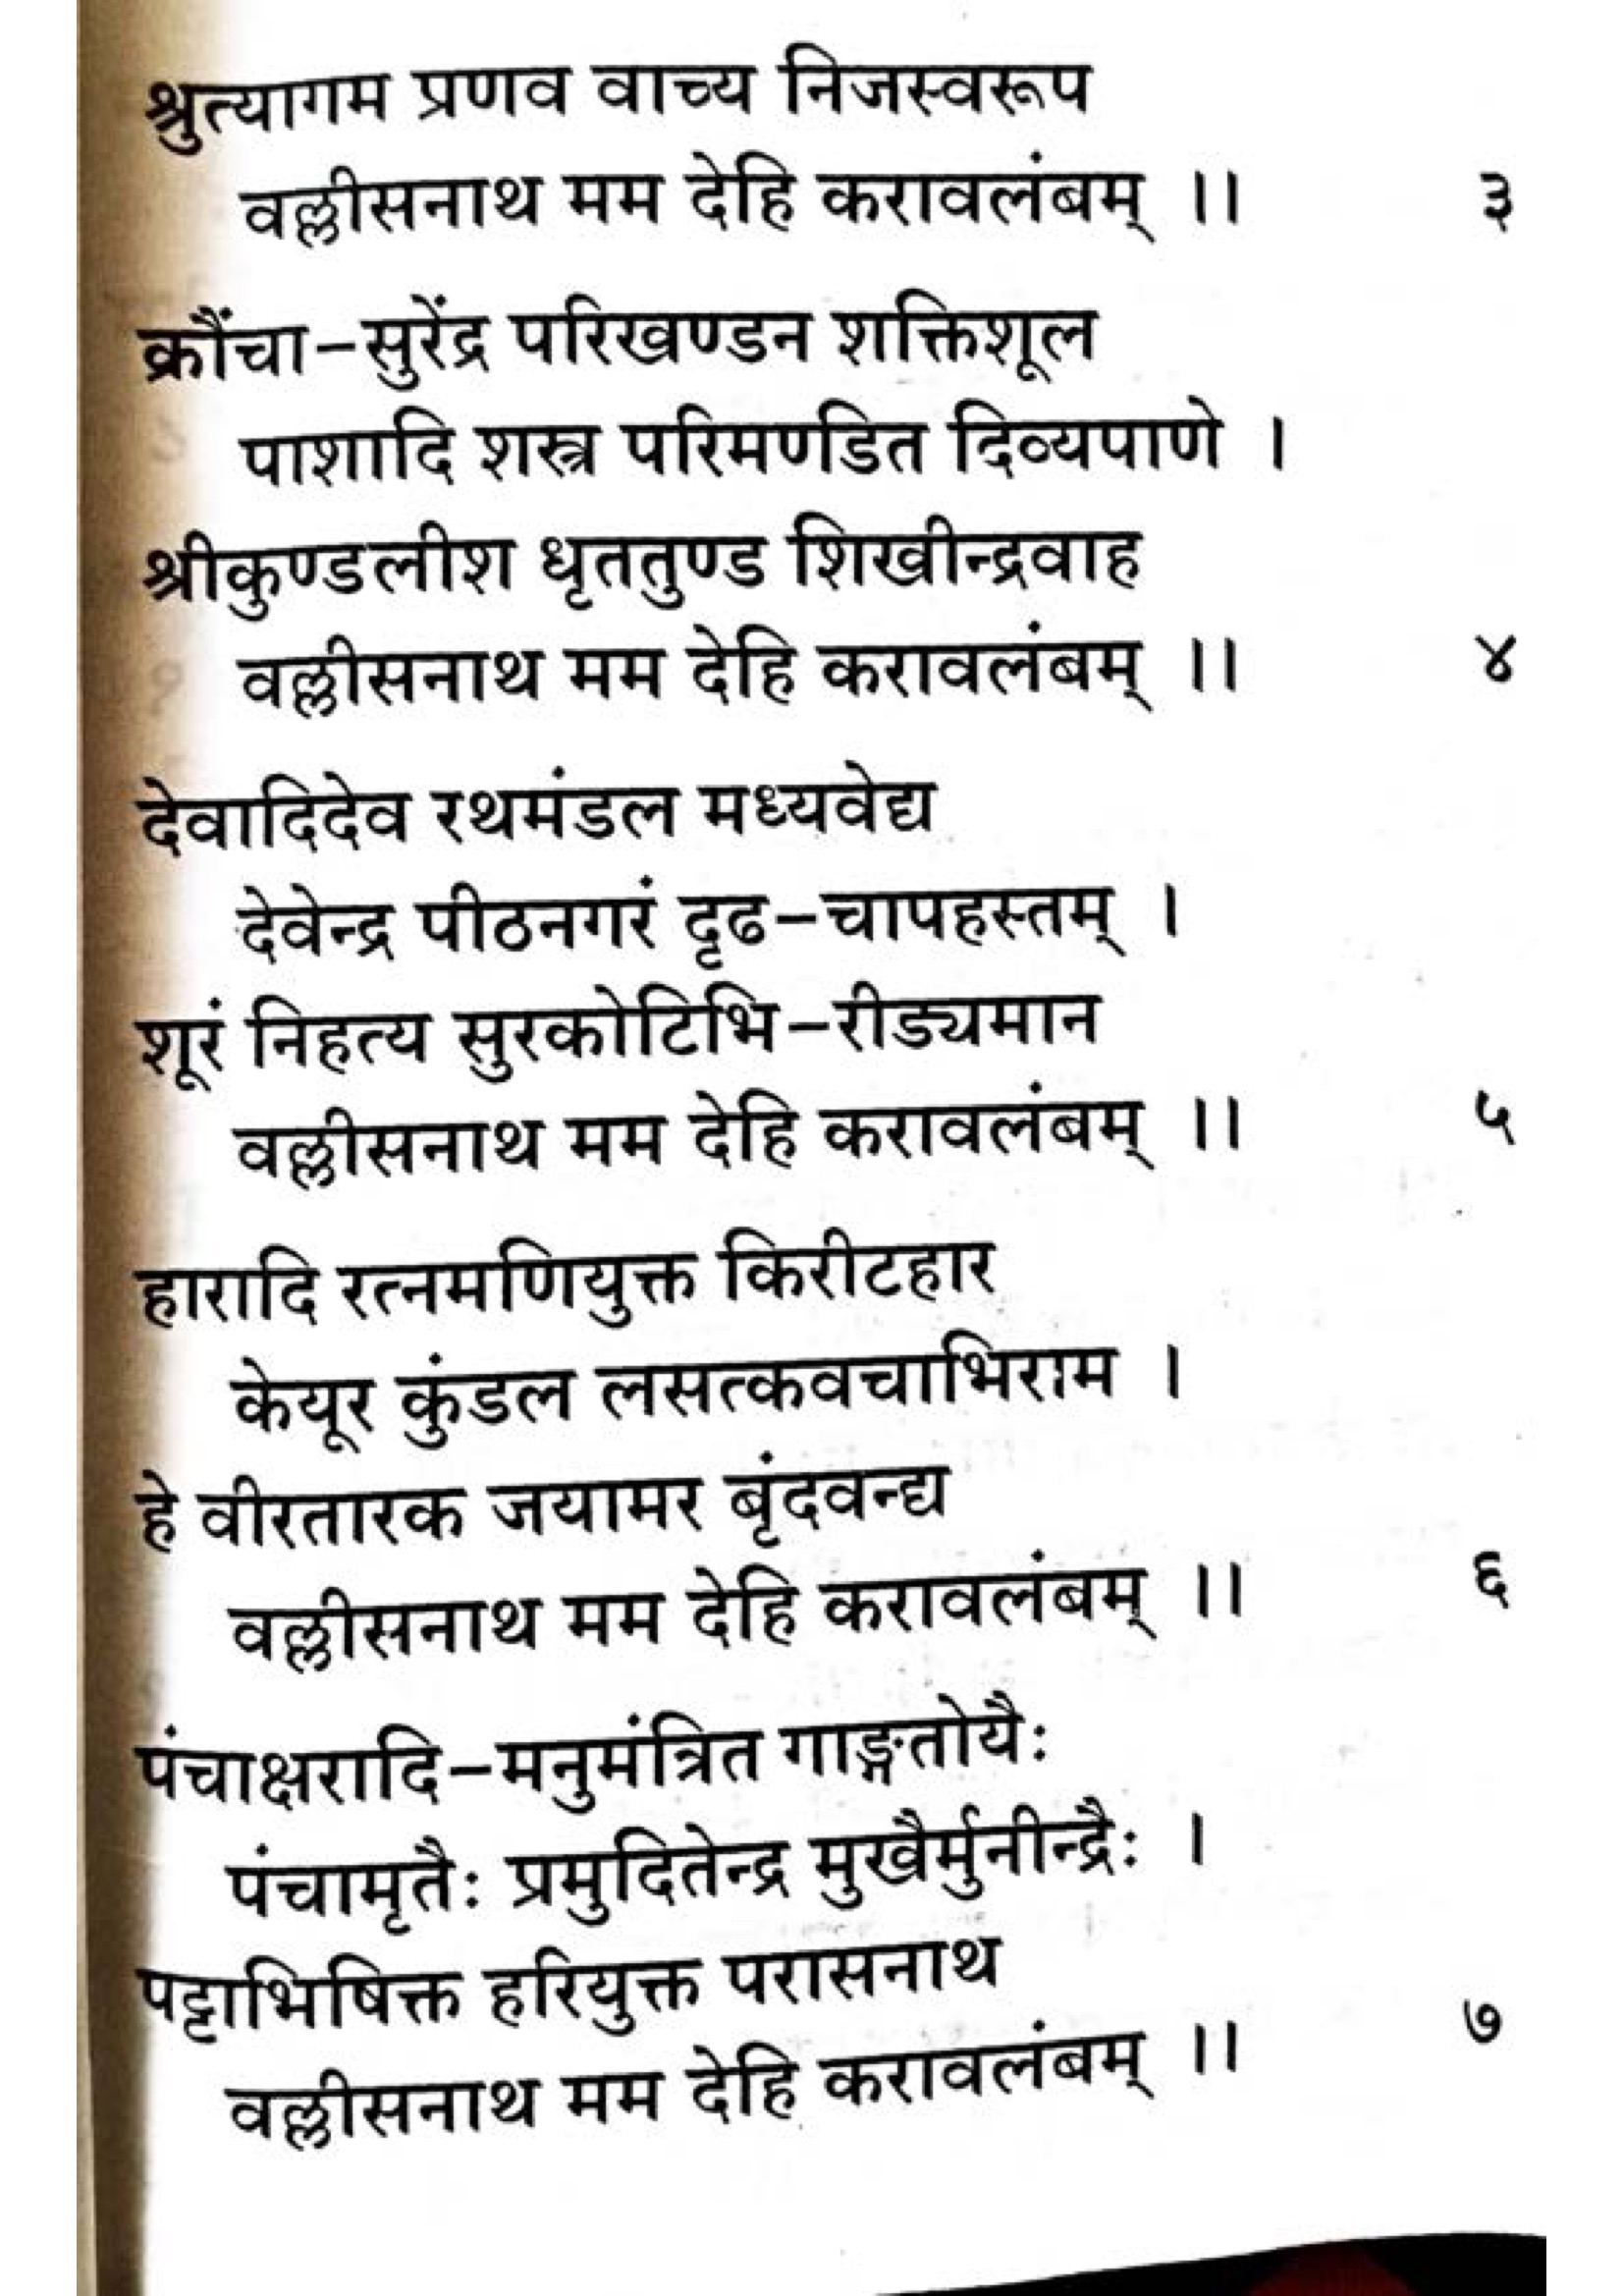 श्रुत्यागम प्रणव वाच्य निजस्वरूप
वल्लीसनाथ मम देहि करावलंबम् ।। ३
क्रौंचा-सुरेंद्र परिखण्डन शक्तिशूल
पाशादि शस्त्र परिमण्डित दिव्यपाणे ।
श्रीकुण्डलीश धृततुण्ड शिखीन्द्रवाह
वल्लीसनाथ मम देहि करावलंबम् ।। ४
देवादिदेव रथमंडल मध्यवेद्य
देवेन्द्र पीठनगरं दृढ-चापहस्तम् ।
शूरं निहत्य सुरकोटिभि-रीड्यमान
वल्लीसनाथ मम देहि करावलंबम् ।। ५
हारादि रत्नमणियुक्त किरीटहार
केयूर कुंडल लसत्कवचाभिराम ।
हे वीरतारक जयामर बृंदवन्द्य
वल्लीसनाथ मम देहि करावलंबम् ।। ६
पंचाक्षरादि-मनुमंत्रित गाङ्गतोयैः
पंचामृतैः प्रमुदितेन्द्र मुखैर्मुनीन्द्रैः ।
पट्टाभिषिक्त हरियुक्त परासनाथ
वल्लीसनाथ मम देहि करावलंबम् ।। ७